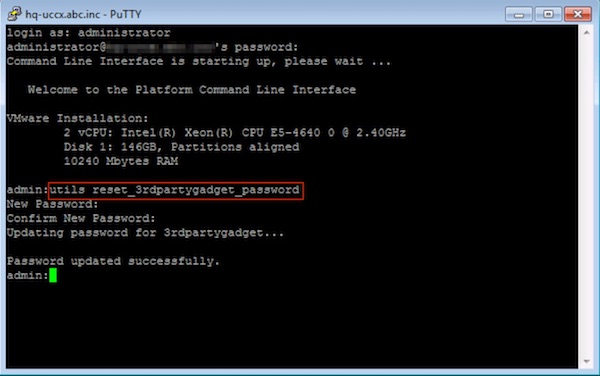 hq-uccx.abc.inc - PuTTY
login as: administrator
administrator@ 's password:
Command Line Interface is starting up, please wait ...
Welcome to the Platform Command Line Interface
VMware Installation:
2 vCPU: Intel(R) Xeon(R) CPU E5-4640 0 @ 2.40GHz
Disk 1: 146GB, Partitions aligned
10240 Mbytes RAM
admin:utils reset_3rdpartygadget_password
New Password:
Confirm New Password:
Updating password for 3rdpartygadget...
Password updated successfully.
admin: